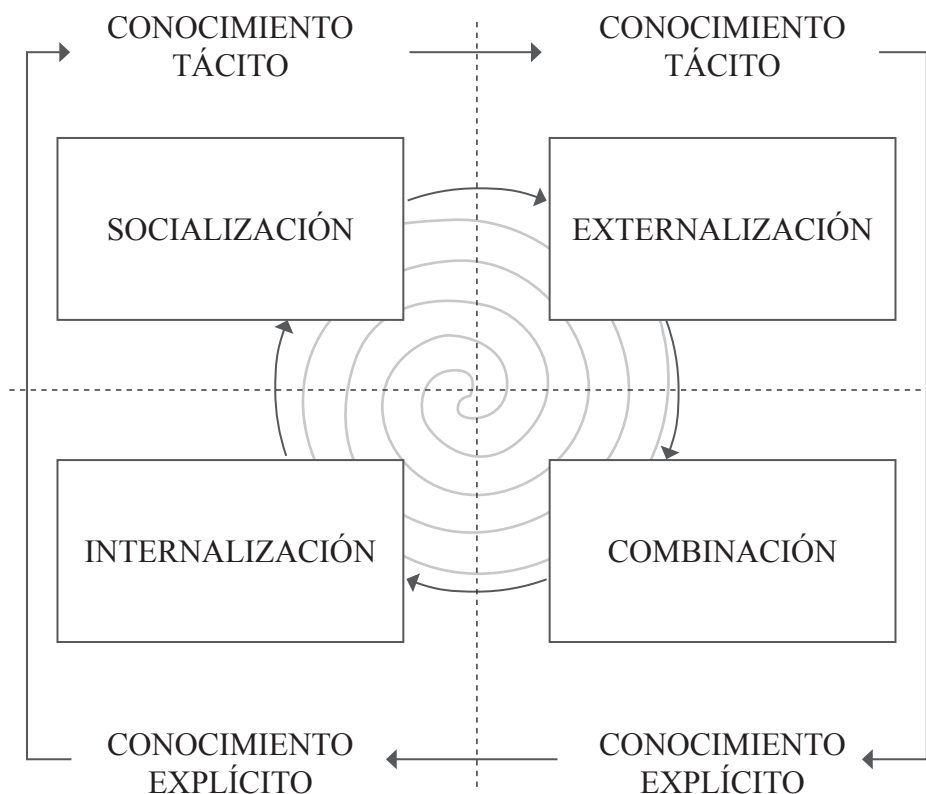 CONOCIMIENTO
TÁCITO
CONOCIMIENTO
TÁCITO
SOCIALIZACIÓN
EXTERNALIZACIÓN
INTERNALIZACIÓN
COMBINACIÓN
CONOCIMIENTO
EXPLÍCITO
CONOCIMIENTO
EXPLÍCITO